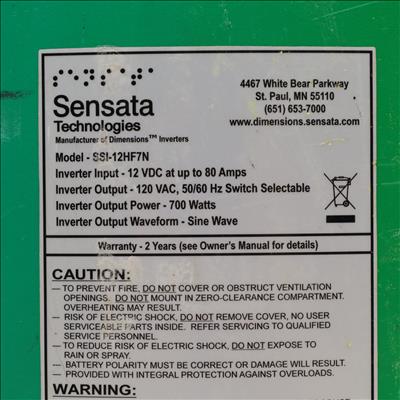 Sensata
Technologies
Manufacturer of Dimensions™ Inverters
4467 White Bear Parkway
St. Paul, MN 55110
(651) 653-7000
www.dimensions.sensata.com
Model - SSI-12HF7N
Inverter Input - 12 VDC at up to 80 Amps
Inverter Output - 120 VAC, 50/60 Hz Switch Selectable
Inverter Output Power - 700 Watts
Inverter Output Waveform - Sine Wave
Warranty - 2 Years (see Owner's Manual for details)
CAUTION:
— TO PREVENT FIRE, DO NOT COVER OR OBSTRUCT VENTILATION
OPENINGS. DO NOT MOUNT IN ZERO-CLEARANCE COMPARTMENT.
OVERHEATING MAY RESULT.
— RISK OF ELECTRIC SHOCK, DO NOT REMOVE COVER, NO USER
SERVICEABLE PARTS INSIDE. REFER SERVICING TO QUALIFIED
SERVICE PERSONNEL.
— TO REDUCE RISK OF ELECTRIC SHOCK, DO NOT EXPOSE TO
RAIN OR SPRAY.
— BATTERY POLARITY MUST BE CORRECT OR DAMAGE WILL RESULT.
— PROVIDED WITH INTEGRAL PROTECTION AGAINST OVERLOADS.
WARNING: